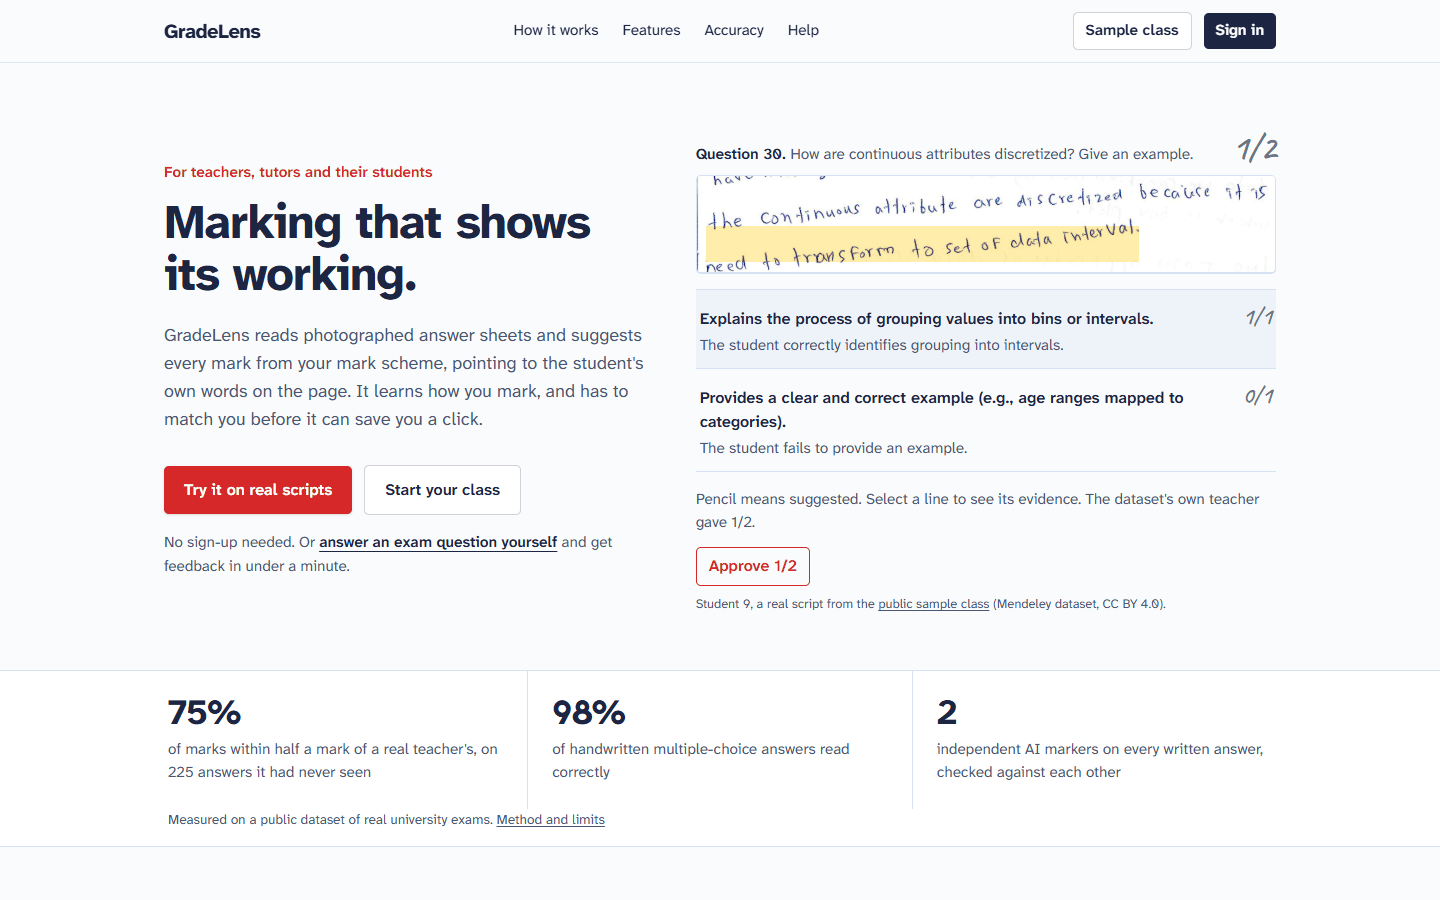 GradeLens
How it works
Features
Accuracy
Help
Sample class
Sign in
For teachers, tutors and their students
Marking that shows
its working.
GradeLens reads photographed answer sheets and suggests
every mark from your mark scheme, pointing to the student's
own words on the page. It learns how you mark, and has to
match you before it can save you a click.
Try it on real scripts
Start your class
No sign-up needed. Or answer an exam question yourself and get
feedback in under a minute.
Question 30. How are continuous attributes discretized? Give an example.
1/2
have
the continuous attribute are discretized because it is
need to transform to set of data interval.
Explains the process of grouping values into bins or intervals.
1/1
The student correctly identifies grouping into intervals.
Provides a clear and correct example (e.g., age ranges mapped to
categories).
0/1
The student fails to provide an example.
Pencil means suggested. Select a line to see its evidence. The dataset's own teacher
gave 1/2.
Approve 1/2
Student 9, a real script from the public sample class (Mendeley dataset, CC BY 4.0).
75%
of marks within half a mark of a real teacher's, on
225 answers it had never seen
98%
of handwritten multiple-choice answers read
correctly
2
independent AI markers on every written answer,
checked against each other
Measured on a public dataset of real university exams. Method and limits